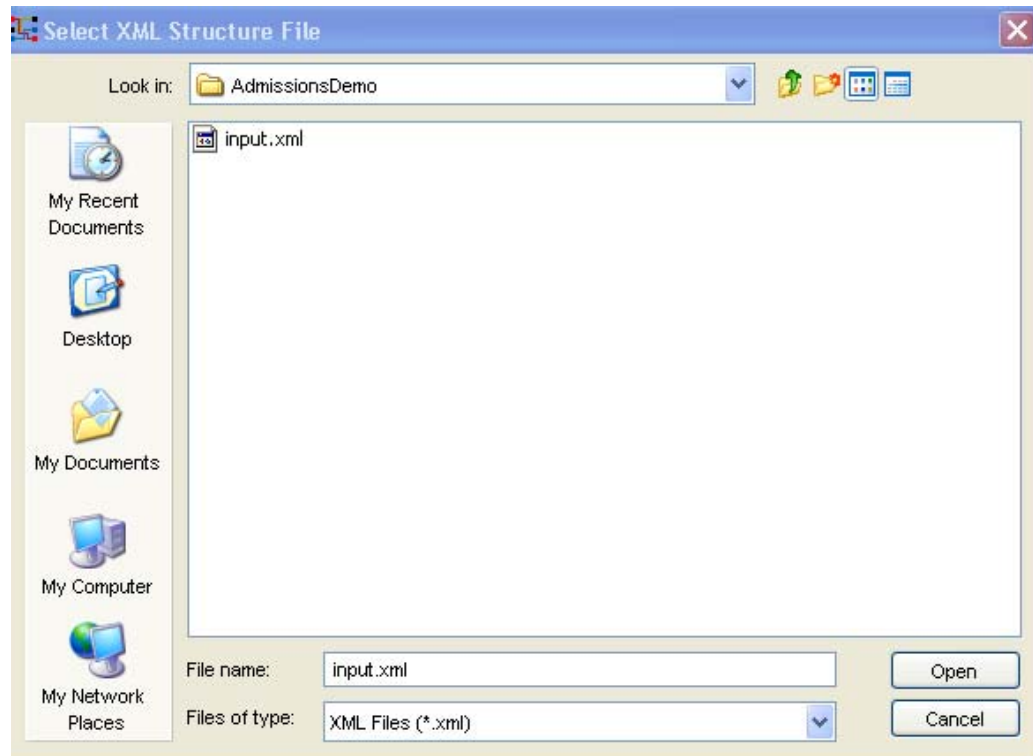 Select XML Structure File
Look in:
AdmissionsDemo
input.xml
My Recent
Documents
Desktop
My Documents
My Computer
My Network
Places
File name:
input.xml
Open
Files of type:
XML Files (*.xml)
Cancel